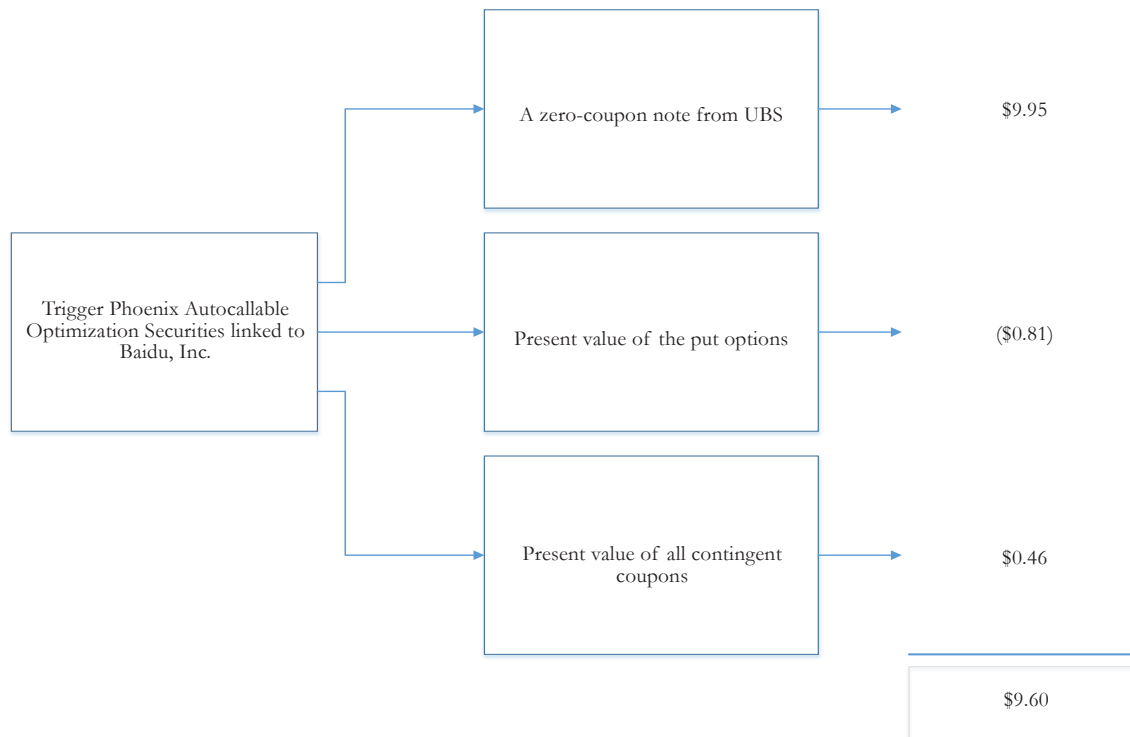 A zero-coupon note from UBS
$9.95
Trigger Phoenix Autocallable
Optimization Securities linked to
Baidu, Inc.
Present value of the put options
($0.81)
Present value of all contingent
coupons
$0.46
$9.60